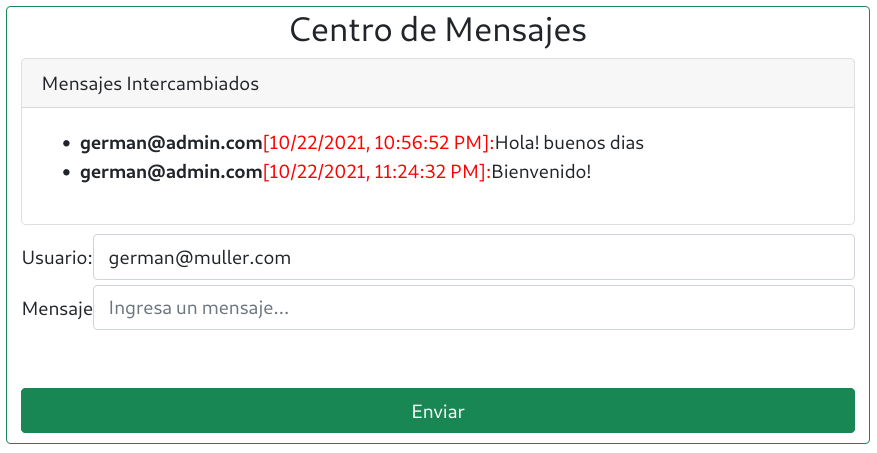 Centro de Mensajes
Mensajes Intercambiados
• german@admin.com[10/22/2021, 10:56:52 PM]:Hola! buenos dias
• german@admin.com[10/22/2021, 11:24:32 PM]:Bienvenido!
Usuario: german@muller.com
Mensaje Ingresa un mensaje...
Enviar